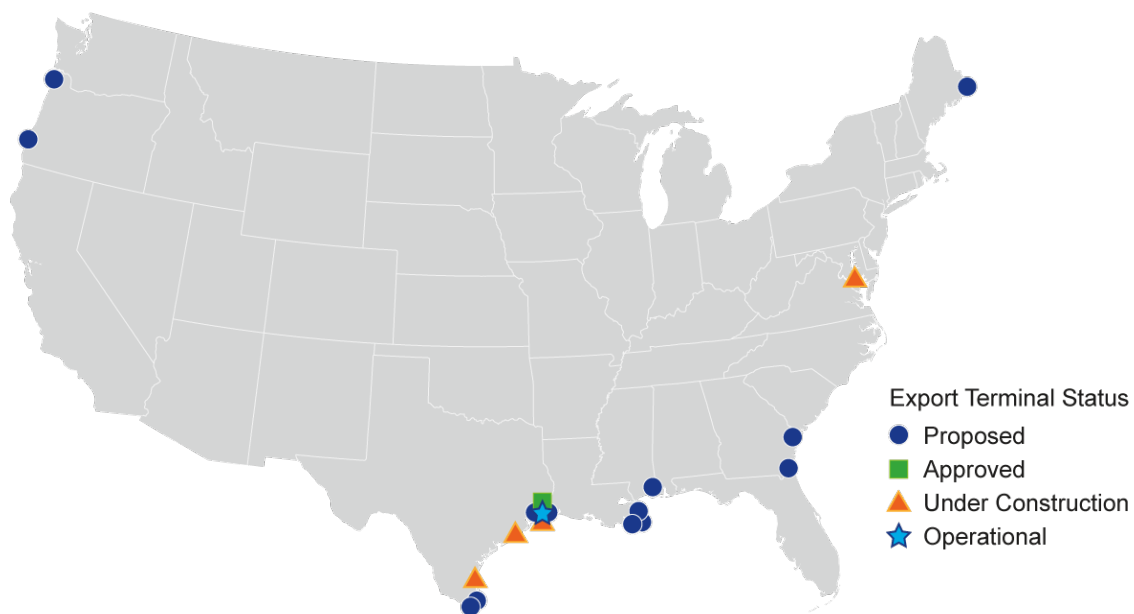 Export Terminal Status
Proposed
Approved
Under Construction
Operational